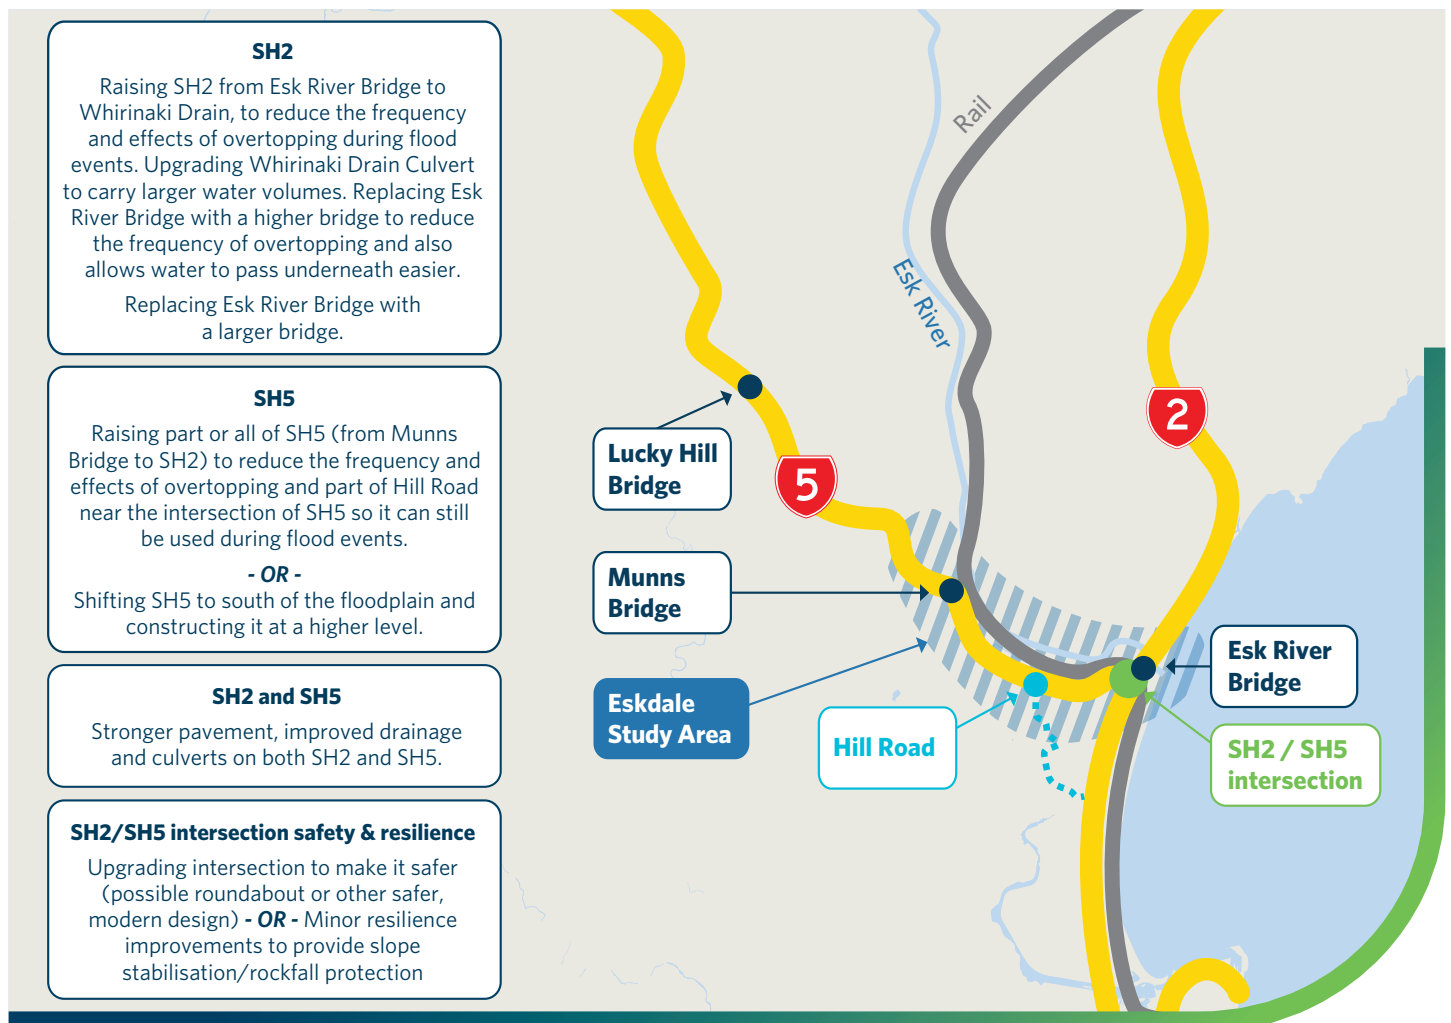 SH2
Raising SH2 from Esk River Bridge to
Whirinaki Drain, to reduce the frequency
and effects of overtopping during flood
events. Upgrading Whirinaki Drain Culvert
to carry larger water volumes. Replacing Esk
River Bridge with a higher bridge to reduce
the frequency of overtopping and also
allows water to pass underneath easier.
Replacing Esk River Bridge with
a larger bridge.
SH5
Raising part or all of SH5 (from Munns
Bridge to SH2) to reduce the frequency and
effects of overtopping and part of Hill Road
near the intersection of SH5 so it can still
be used during flood events.
- OR -
Shifting SH5 to south of the floodplain and
constructing it at a higher level.
SH2 and SH5
Stronger pavement, improved drainage
and culverts on both SH2 and SH5.
SH2/SH5 intersection safety & resilience
Upgrading intersection to make it safer
(possible roundabout or other safer,
modern design) - OR - Minor resilience
improvements to provide slope
stabilisation/rockfall protection
Rail
Esk River
2
5
Lucky Hill
Bridge
Munns
Bridge
Eskdale
Study Area
Hill Road
Esk River
Bridge
SH2 / SH5
intersection